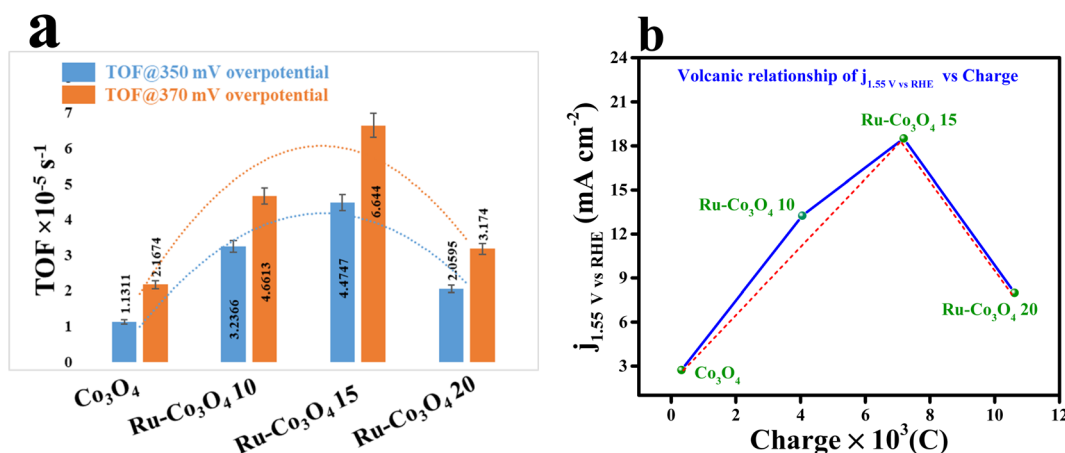 a
TOF@350 mV overpotential
TOF@370 mV overpotential
TOF ×10⁻⁵ s⁻¹
7
6
5
4
3
2
1
0
1.1311
2.1674
3.2366
4.6613
4.4747
6.644
2.0595
3.174
Co₃O₄
Ru-Co₃O₄ 10
Ru-Co₃O₄ 15
Ru-Co₃O₄ 20
b
Volcanic relationship of j₁.₅₅ V vs RHE vs Charge
j₁.₅₅ V vs RHE (mA cm⁻²)
24
21
18
15
12
9
6
3
Ru-Co₃O₄ 15
Ru-Co₃O₄ 10
Ru-Co₃O₄ 20
Co₃O₄
0 2 4 6 8 10 12
Charge × 10³(C)